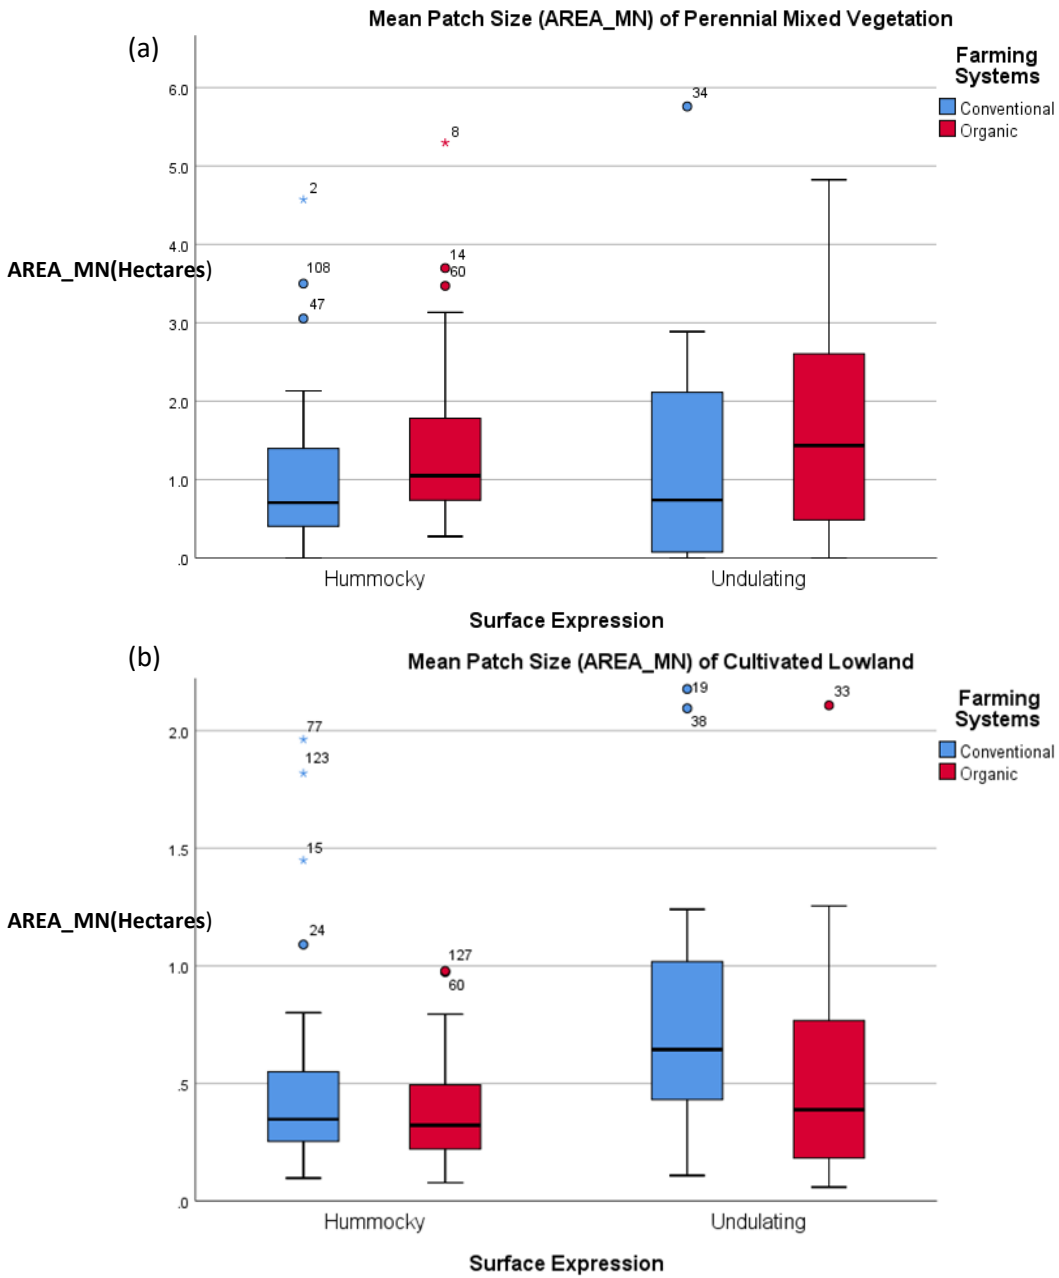 Mean Patch Size (AREA_MN) of Perennial Mixed Vegetation
(a)
Farming
Systems
Conventional
Organic
6.0
5.0
4.0
3.0
2.0
1.0
.0
AREA_MN(Hectares)
2
108
47
8
14
60
34
Hummocky
Undulating
Surface Expression
(b)
Mean Patch Size (AREA_MN) of Cultivated Lowland
Farming
Systems
Conventional
Organic
2.0
1.5
1.0
.5
.0
AREA_MN(Hectares)
77
123
15
24
127
60
19
38
33
Hummocky
Undulating
Surface Expression